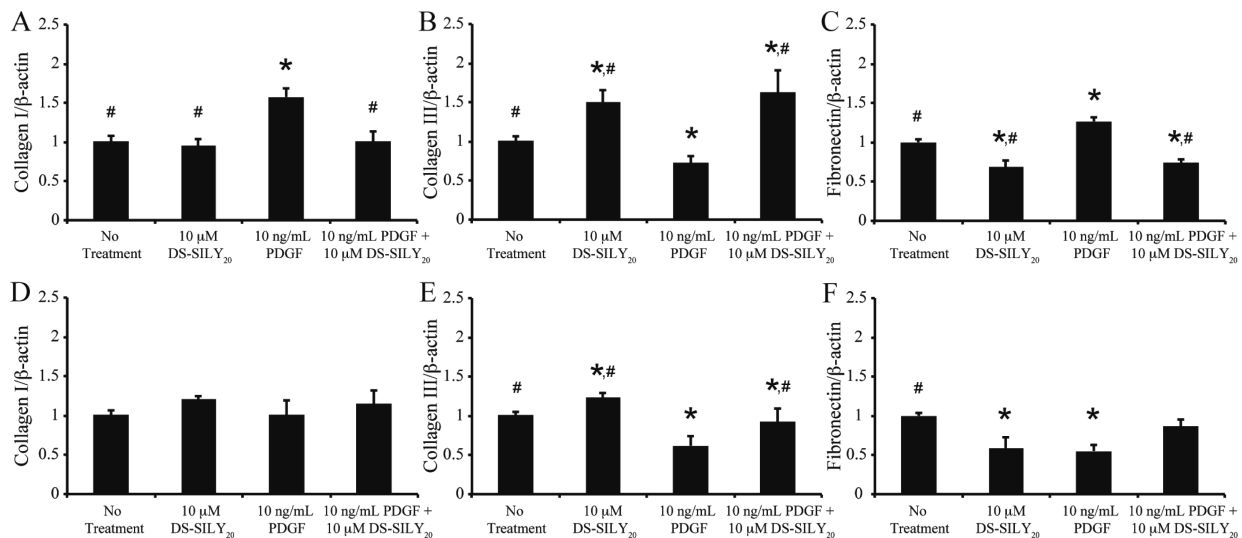 A
Collagen I/β-actin
2.5
2
1.5
1
0.5
0
#
#
*
#
No
Treatment
10 μM
DS-SILY20
10 ng/mL
PDGF
10 ng/mL PDGF +
10 μM DS-SILY20
B
Collagen III/β-actin
2.5
2
1.5
1
0.5
0
#
*,#
*
*,#
No
Treatment
10 μM
DS-SILY20
10 ng/mL
PDGF
10 ng/mL PDGF +
10 μM DS-SILY20
C
Fibronectin/β-actin
2.5
2
1.5
1
0.5
0
#
*,#
*
*,#
No
Treatment
10 μM
DS-SILY20
10 ng/mL
PDGF
10 ng/mL PDGF +
10 μM DS-SILY20
D
Collagen I/β-actin
2.5
2
1.5
1
0.5
0
No
Treatment
10 μM
DS-SILY20
10 ng/mL
PDGF
10 ng/mL PDGF +
10 μM DS-SILY20
E
Collagen III/β-actin
2.5
2
1.5
1
0.5
0
#
*,#
*
*,#
No
Treatment
10 μM
DS-SILY20
10 ng/mL
PDGF
10 ng/mL PDGF +
10 μM DS-SILY20
F
Fibronectin/β-actin
2.5
2
1.5
1
0.5
0
#
*
*
No
Treatment
10 μM
DS-SILY20
10 ng/mL
PDGF
10 ng/mL PDGF +
10 μM DS-SILY20